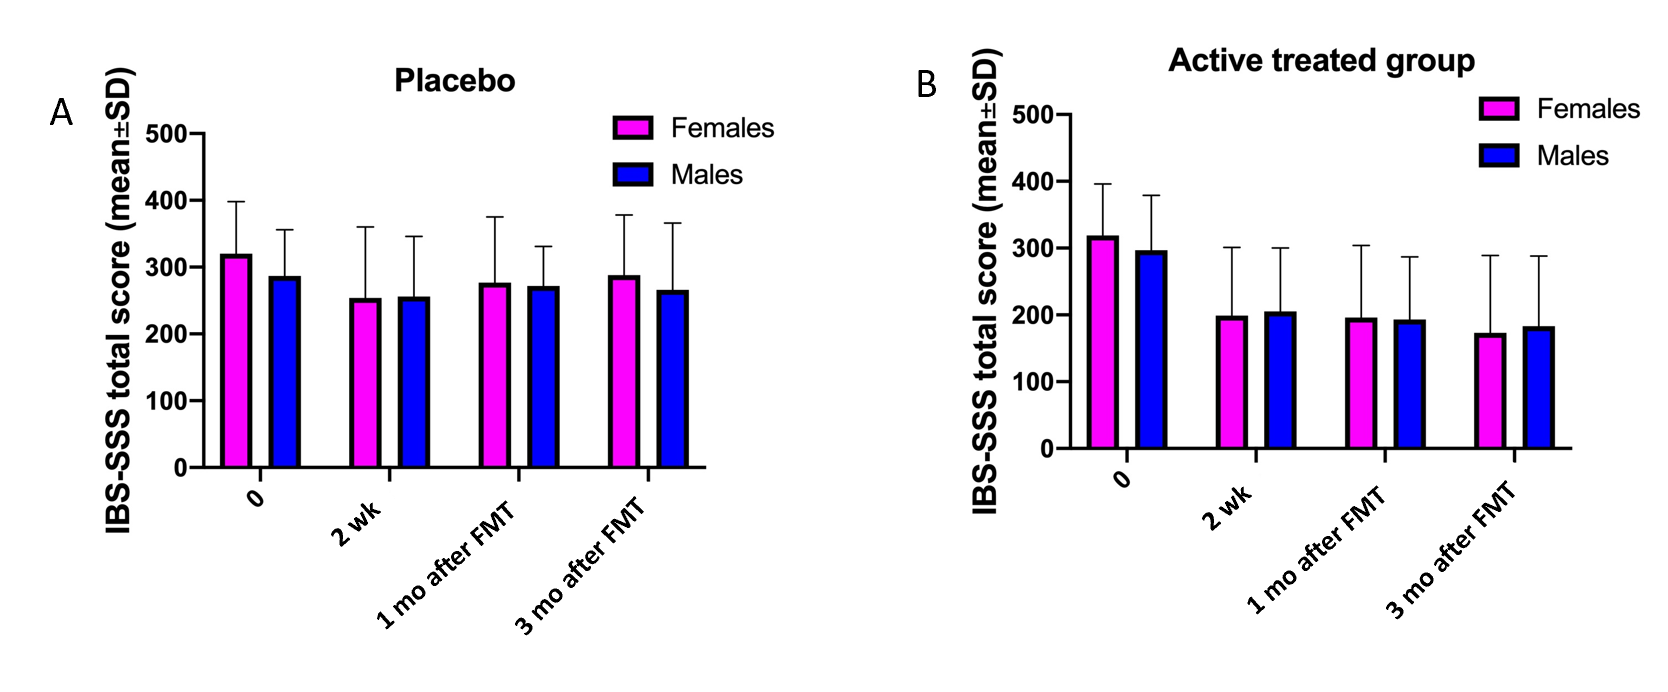 A
Placebo
IBS-SSS total score (mean±SD)
500
400
300
200
100
0
Females
Males
0
2 wk
1 mo after FMT
3 mo after FMT
B
Active treated group
IBS-SSS total score (mean±SD)
500
400
300
200
100
0
Females
Males
0
2 wk
1 mo after FMT
3 mo after FMT